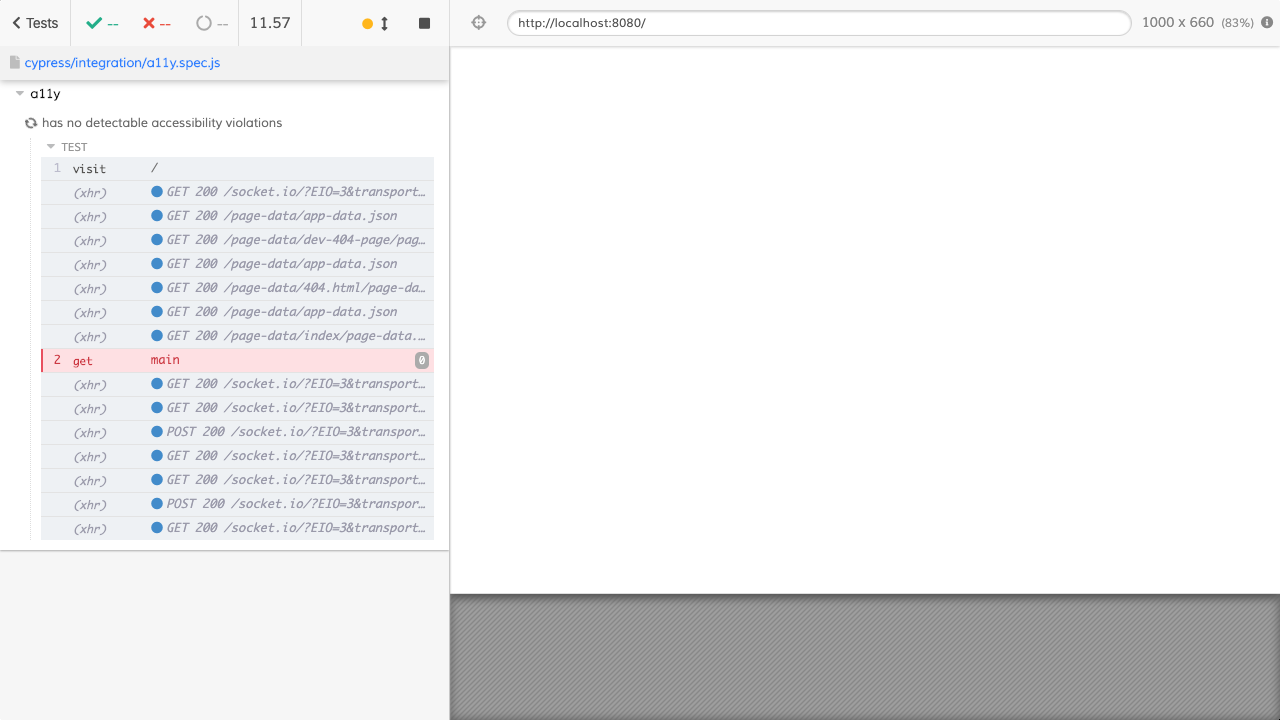 Tests -- -- -- 11.57 http://localhost:8080/ 1000 x 660 (83%)
cypress/integration/a11y.spec.js
a11y
has no detectable accessibility violations
TEST
1 visit /
(xhr) GET 200 /socket.io/?EIO=3&transport…
(xhr) GET 200 /page-data/app-data.json
(xhr) GET 200 /page-data/dev-404-page/pag…
(xhr) GET 200 /page-data/app-data.json
(xhr) GET 200 /page-data/404.html/page-da…
(xhr) GET 200 /page-data/app-data.json
(xhr) GET 200 /page-data/index/page-data.…
2 get main 0
(xhr) GET 200 /socket.io/?EIO=3&transport…
(xhr) GET 200 /socket.io/?EIO=3&transport…
(xhr) POST 200 /socket.io/?EIO=3&transpor…
(xhr) GET 200 /socket.io/?EIO=3&transport…
(xhr) GET 200 /socket.io/?EIO=3&transport…
(xhr) POST 200 /socket.io/?EIO=3&transpor…
(xhr) GET 200 /socket.io/?EIO=3&transport…